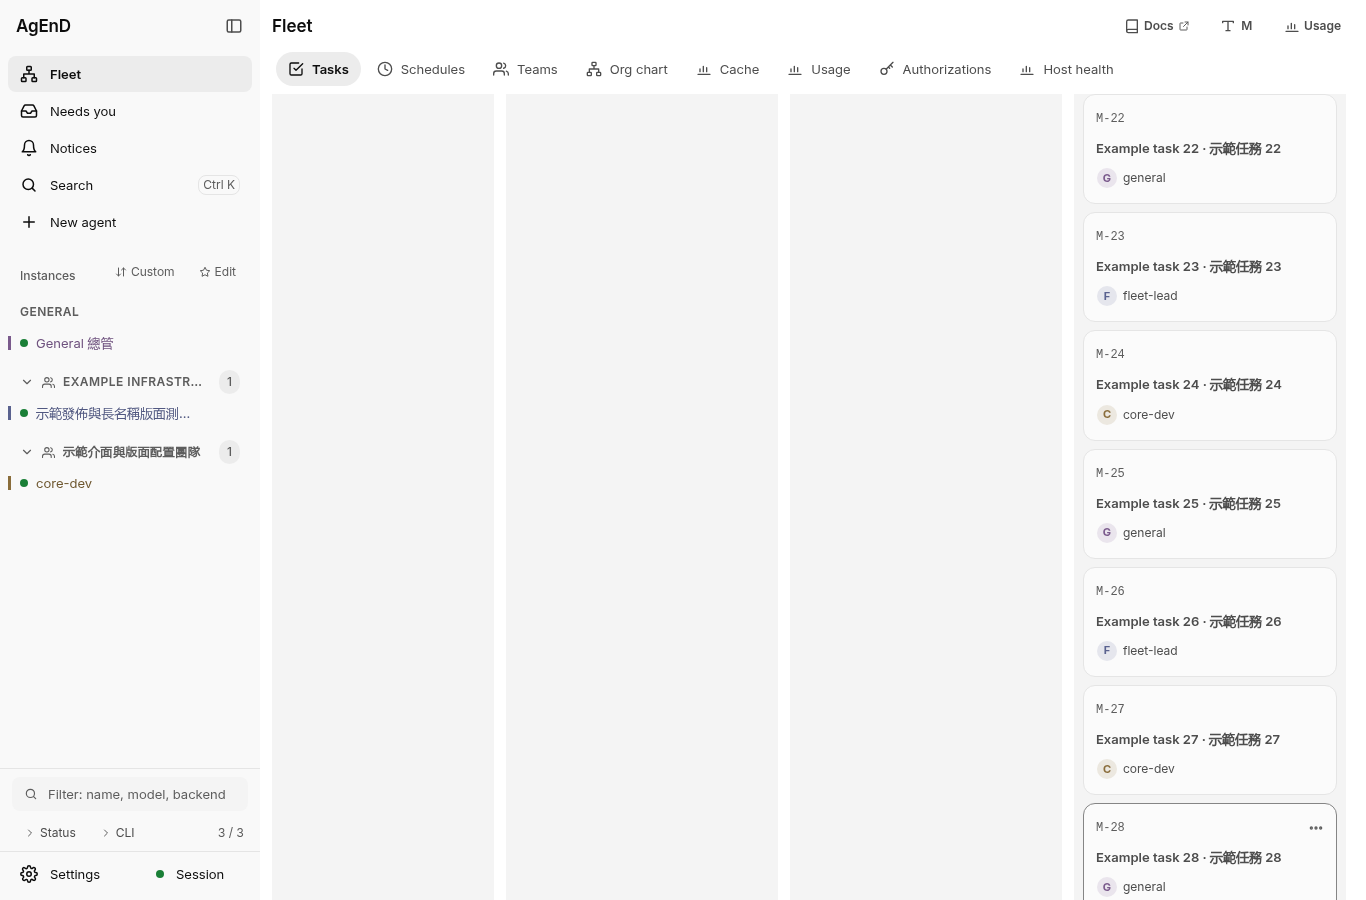 AgEnD
Fleet
Needs you
Notices
Search
Ctrl K
New agent
Instances
Custom
Edit
GENERAL
General 總管
EXAMPLE INFRASTR...
1
示範發佈與長名稱版面測...
示範介面與版面配置團隊
1
core-dev
Filter: name, model, backend
Status
CLI
3 / 3
Settings
Session
Fleet
Docs
M
Usage
Tasks
Schedules
Teams
Org chart
Cache
Usage
Authorizations
Host health
M-22
Example task 22 · 示範任務 22
G
general
M-23
Example task 23 · 示範任務 23
F
fleet-lead
M-24
Example task 24 · 示範任務 24
C
core-dev
M-25
Example task 25 · 示範任務 25
G
general
M-26
Example task 26 · 示範任務 26
F
fleet-lead
M-27
Example task 27 · 示範任務 27
C
core-dev
M-28
Example task 28 · 示範任務 28
G
general